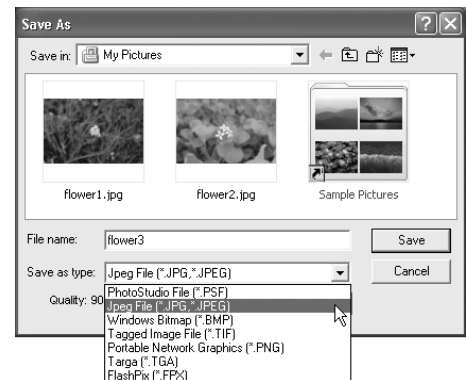 Save As
Save in: My Pictures
flower1.jpg flower2.jpg Sample Pictures
File name: flower3 Save
Save as type: Jpeg File (*.JPG,*.JPEG) Cancel
Quality: 90
PhotoStudio File (*.PSF)
Jpeg File (*.JPG,*.JPEG)
Windows Bitmap (*.BMP)
Tagged Image File (*.TIF)
Portable Network Graphics (*.PNG)
Targa (*.TGA)
FlashPix (*.FPX)